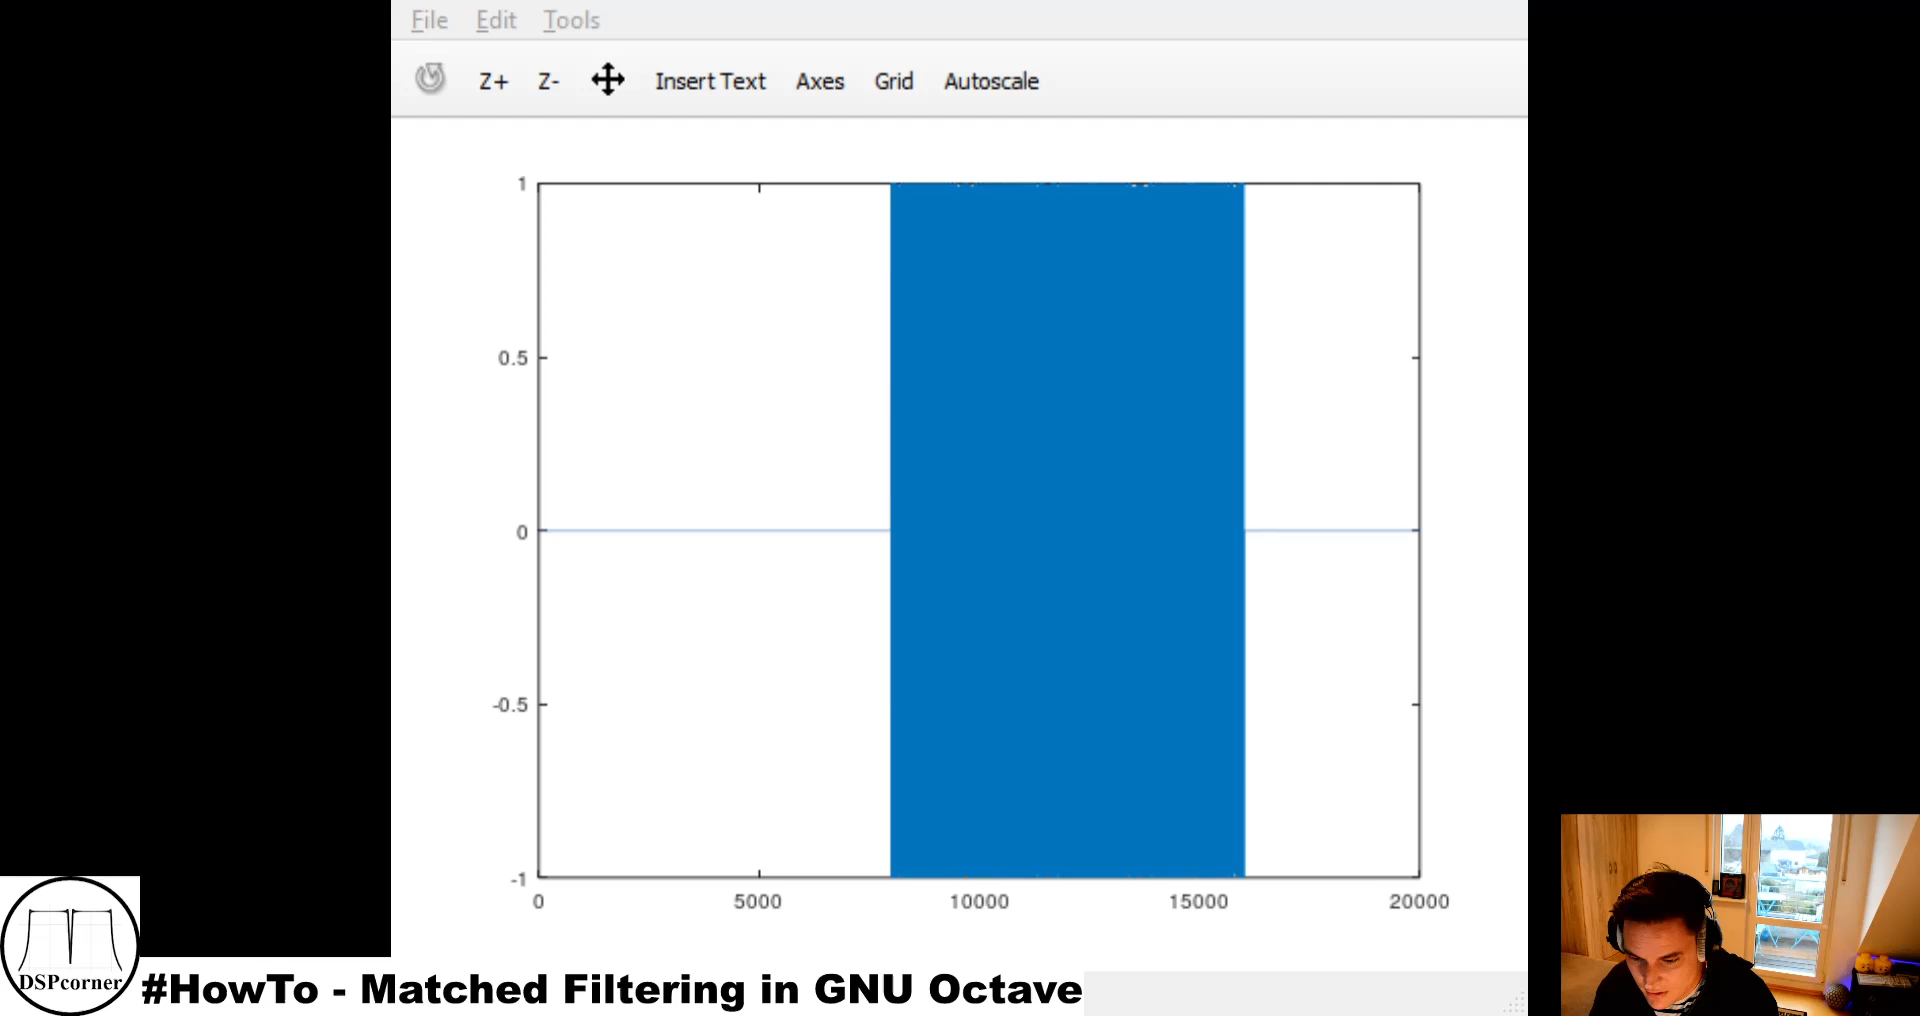 File Edit Tools
Z+ Z- Insert Text Axes Grid Autoscale
1
0.5
0
-0.5
-1
0 5000 10000 15000 20000
DSPcorner
#HowTo - Matched Filtering in GNU Octave